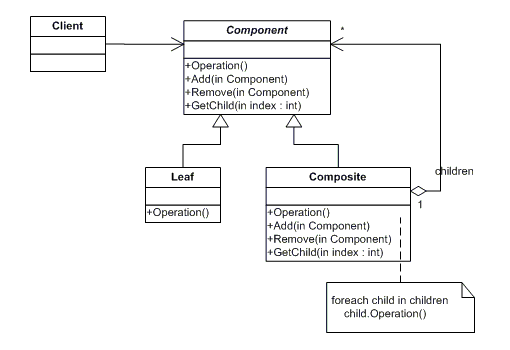 Client
Component
*
+Operation()
+Add(in Component)
+Remove(in Component)
+GetChild(in index : int)
Leaf
+Operation()
Composite
+Operation()
+Add(in Component)
+Remove(in Component)
+GetChild(in index : int)
children
1
foreach child in children
child.Operation()